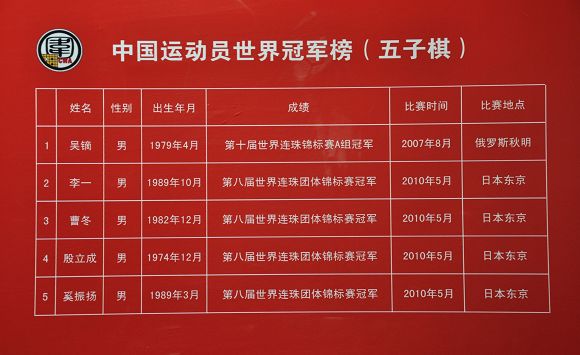 中国运动员世界冠军榜（五子棋）
姓名 性别 出生年月 成绩 比赛时间 比赛地点
1 吴镝 男 1979年4月 第十届世界连珠锦标赛A组冠军 2007年8月 俄罗斯秋明
2 李一 男 1989年10月 第八届世界连珠团体锦标赛冠军 2010年5月 日本东京
3 曹冬 男 1982年12月 第八届世界连珠团体锦标赛冠军 2010年5月 日本东京
4 殷立成 男 1974年12月 第八届世界连珠团体锦标赛冠军 2010年5月 日本东京
5 奚振扬 男 1989年3月 第八届世界连珠团体锦标赛冠军 2010年5月 日本东京